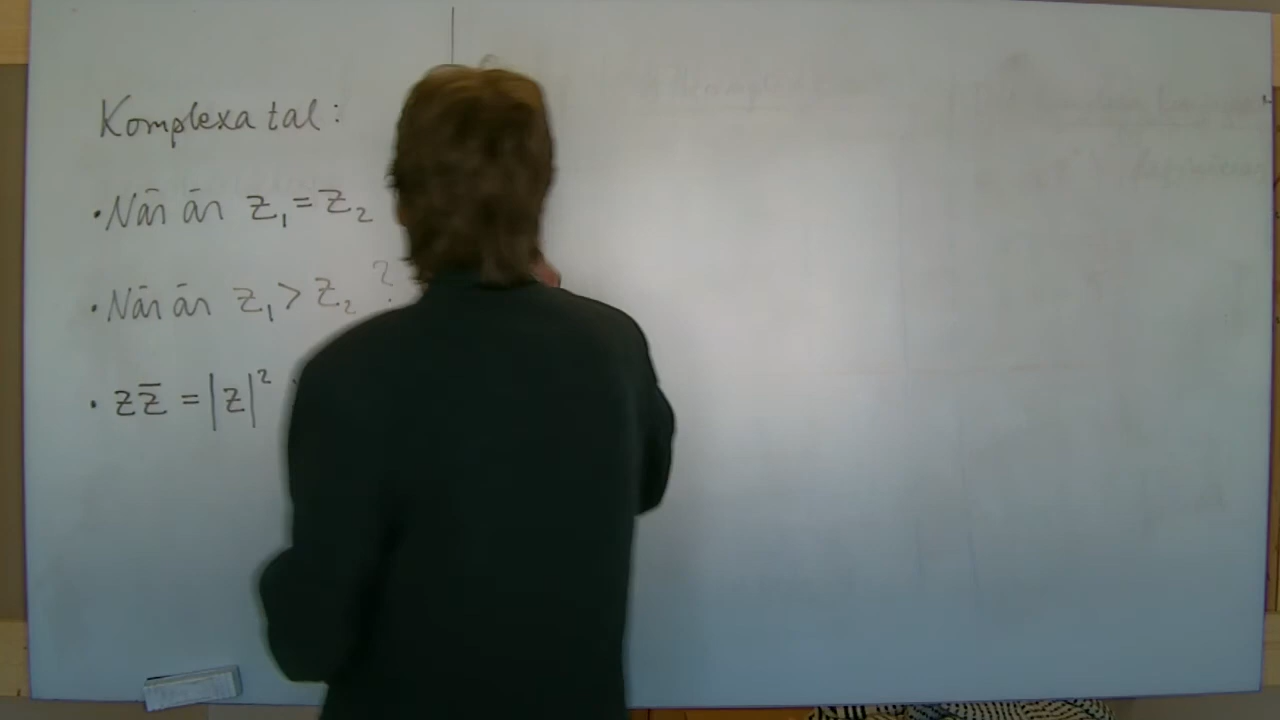 Komplexa tal:
• När är z₁ = z₂
• När är z₁ > z₂ ?
• zz̄ = |z|²